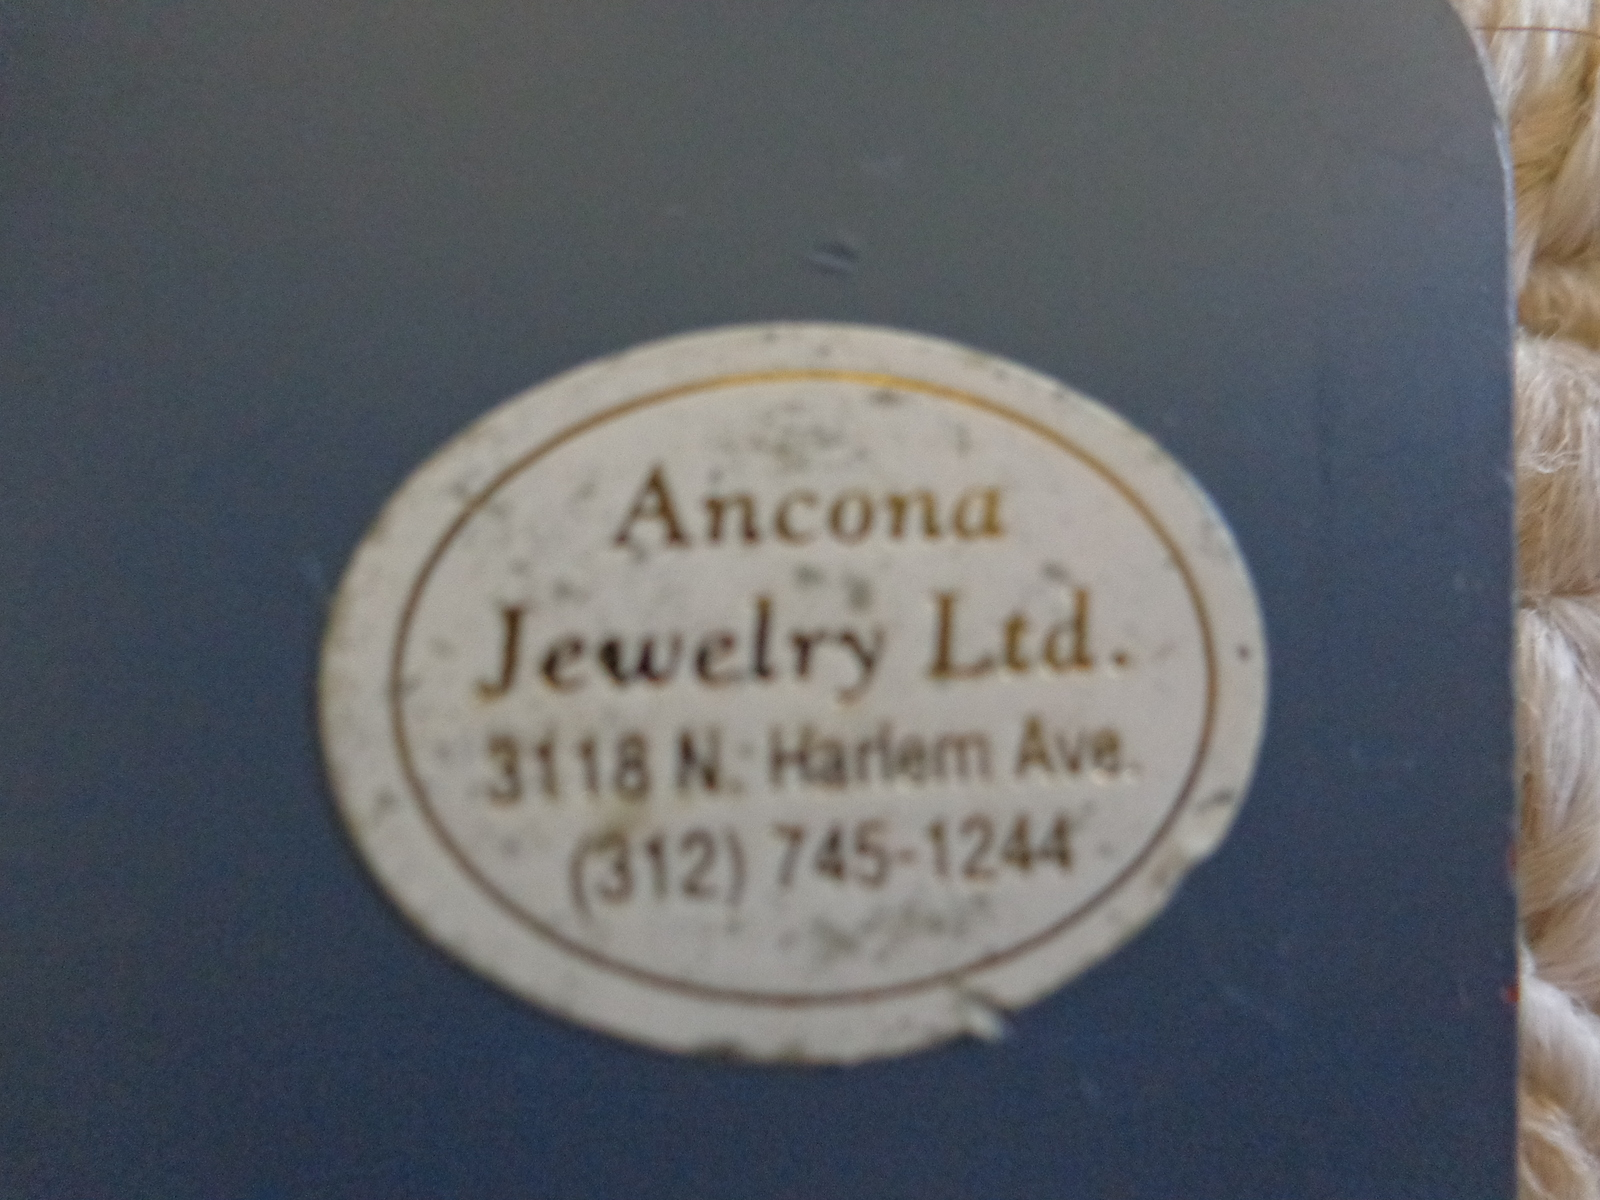 Ancona
Jewelry Ltd.
3118 N. Harlem Ave.
(312) 745-1244